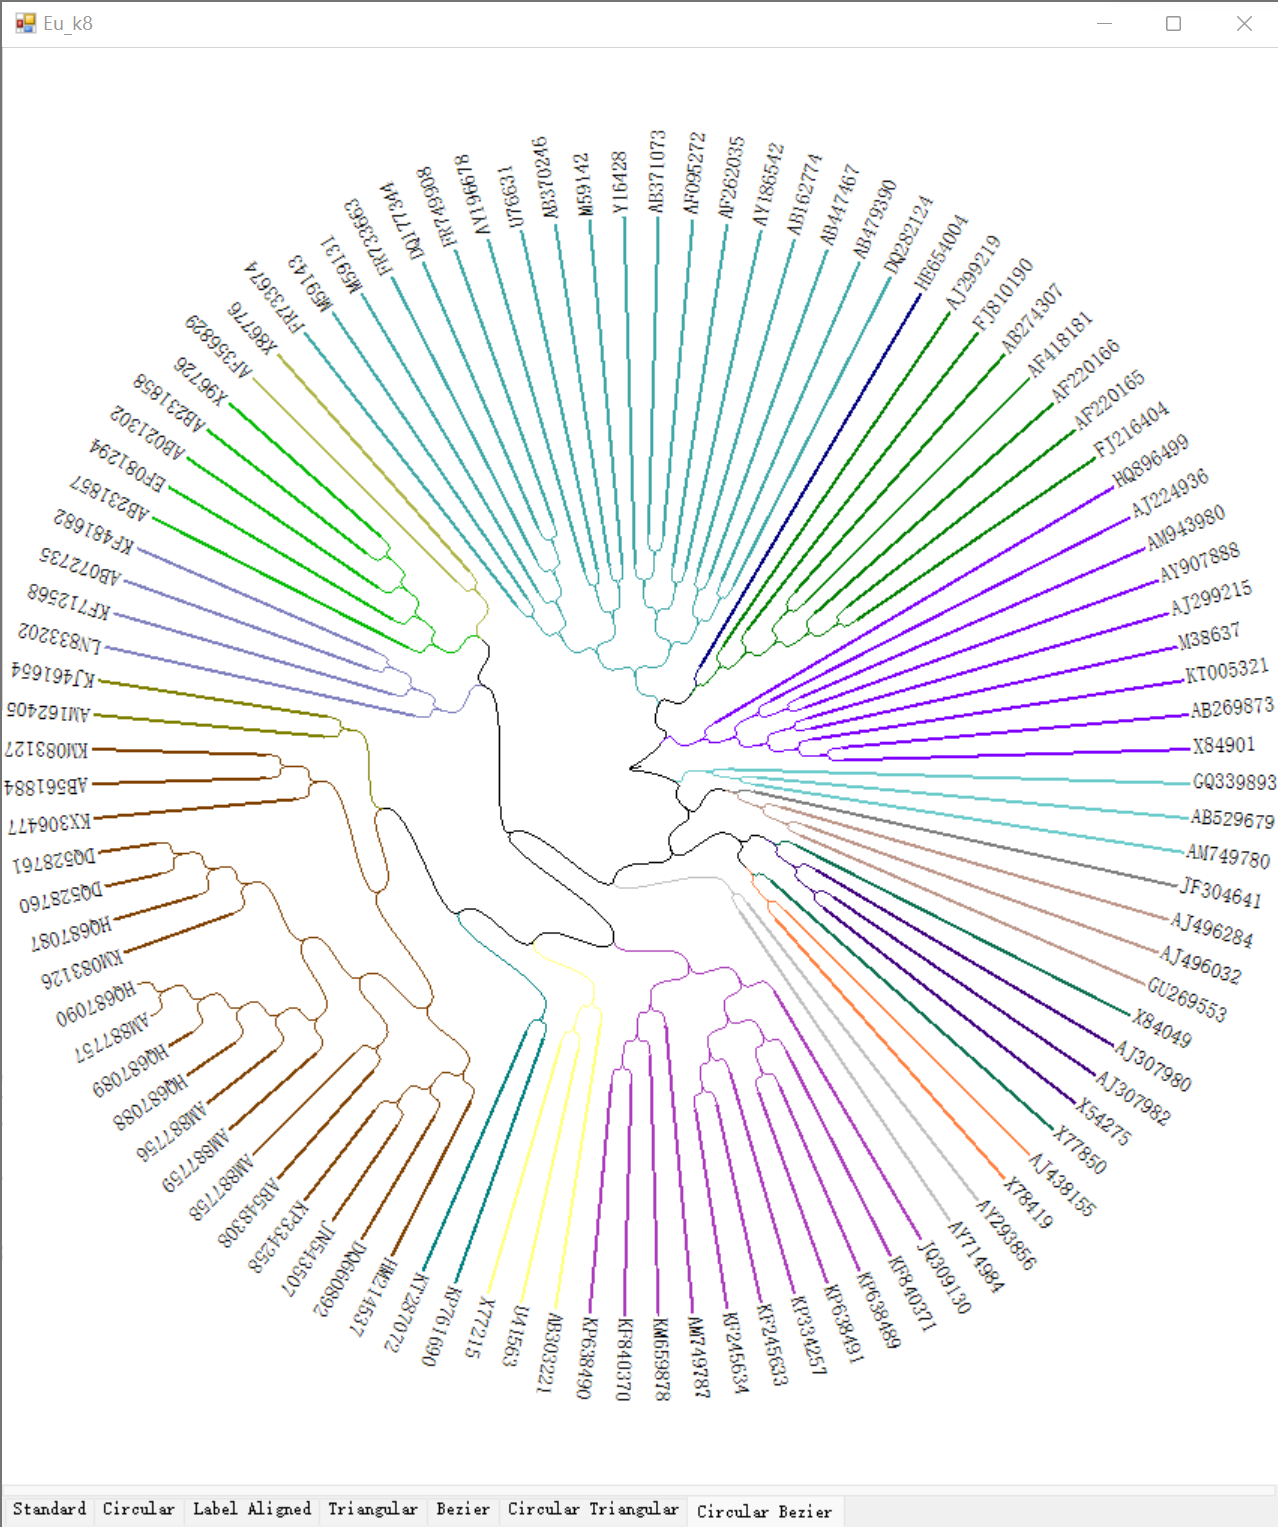 Eu_k8
AB371073
AF095272
AF262035
AY186542
AB162774
AB447467
AB479390
DQ282124
HE654004
AJ299219
FJ810190
AB274307
AF418181
AF220166
AF220165
FJ216404
HQ896499
AJ224936
AM943980
AY907888
AJ299215
M38637
KT005321
AB269873
X84901
GQ339893
AB529679
AM749780
JF304641
AJ496284
AJ496032
GU269553
X84049
AJ307980
AJ307982
X54275
X77850
AJ438155
X78419
AY293856
AY714984
JQ309130
KF840371
KP638489
KP638491
KP334257
KF245633
KF245634
AM749787
KM659878
KF840370
KP638490
AB303221
U41563
X77215
KP761690
KT287072
HM214537
DQ660892
JN543507
KP334258
AB548308
AM887758
AM887759
AM887756
HQ687088
HQ687089
AM887757
HQ687090
KM083126
HQ687087
DQ528760
DQ528761
KX306477
AB561884
KM083127
AM162405
KJ461654
LN833202
KF712568
AB072735
KF481682
AB231857
EF081294
AB021302
AB231858
X96726
AF356829
X86776
FR733674
M59143
M59131
FR733663
DQ177344
FR749908
AY196678
U76631
AB370246
M59142
Y16428
Standard Circular Label Aligned Triangular Bezier Circular Triangular Circular Bezier